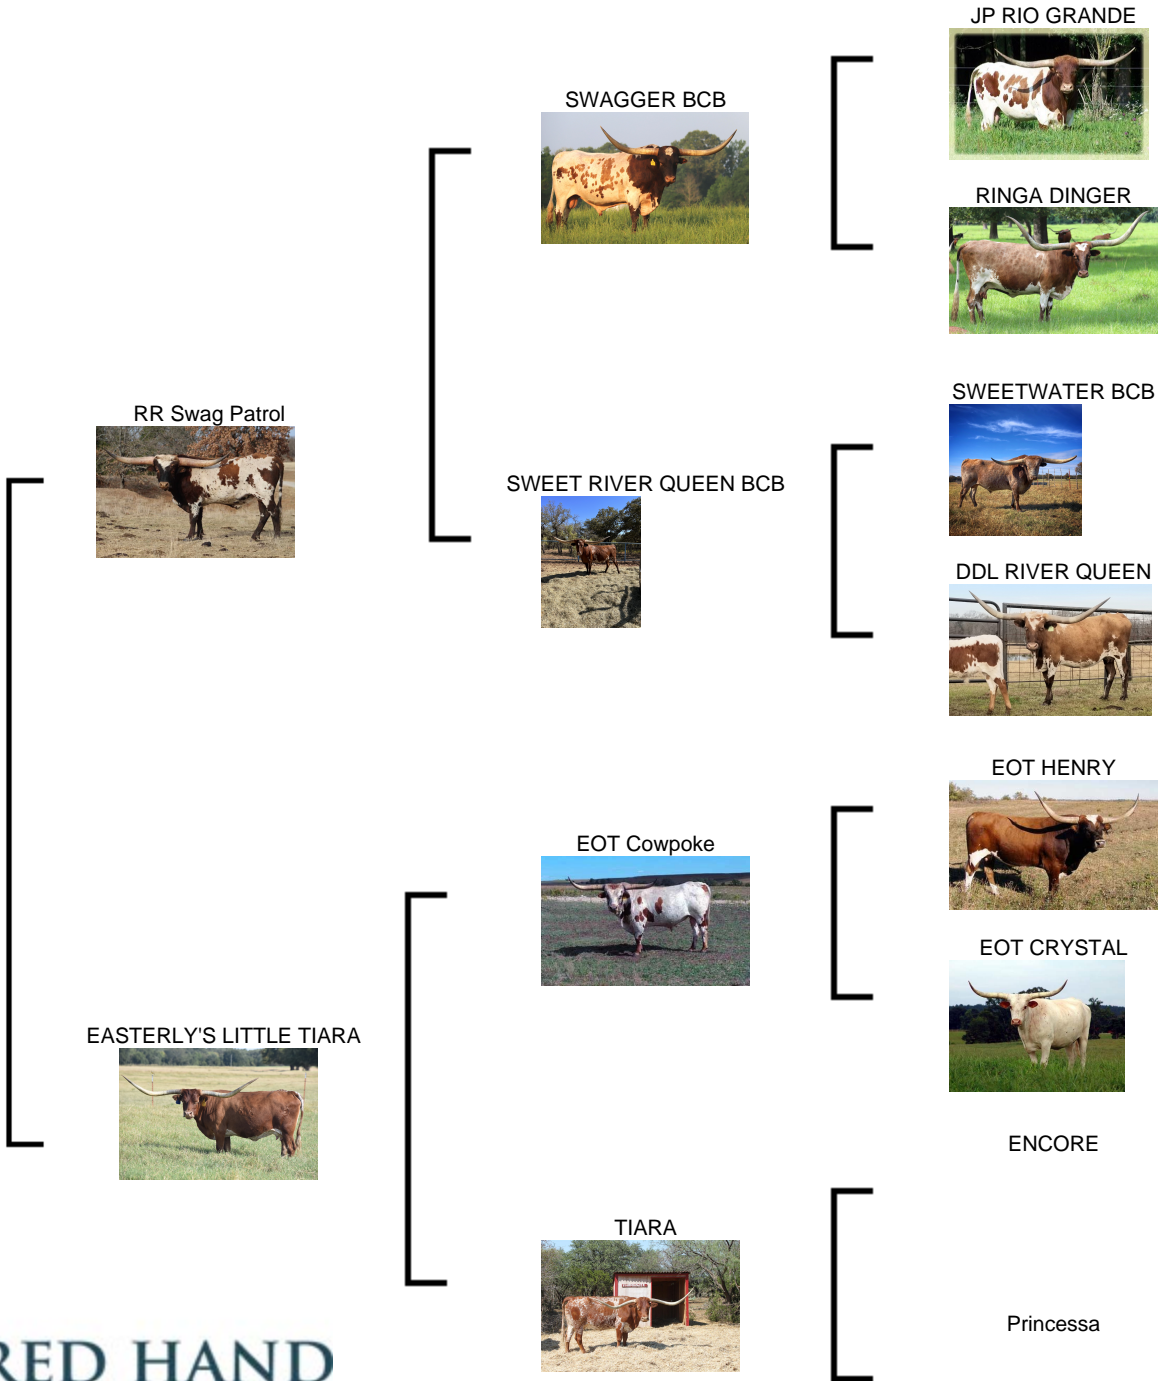 JP RIO GRANDE
SWAGGER BCB
RINGA DINGER
SWEETWATER BCB
RR Swag Patrol
SWEET RIVER QUEEN BCB
DDL RIVER QUEEN
EOT HENRY
EOT Cowpoke
EOT CRYSTAL
EASTERLY'S LITTLE TIARA
ENCORE
TIARA
Princessa
RED HAND